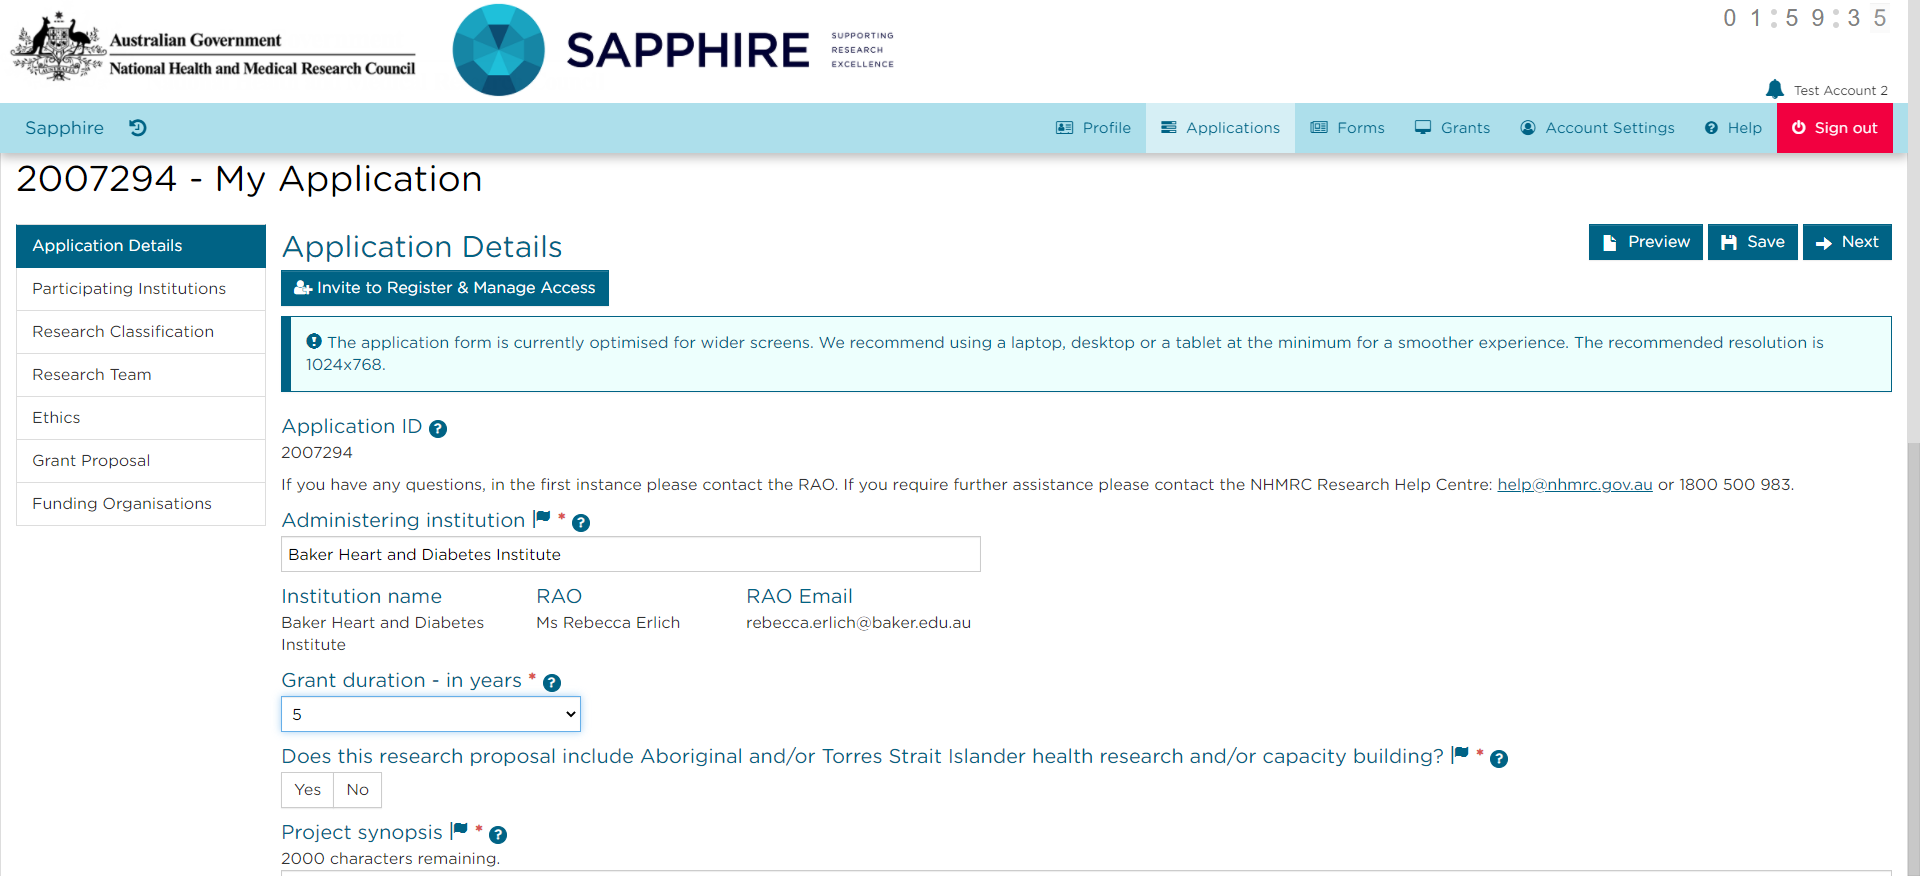 Australian Government
National Health and Medical Research Council
SAPPHIRE
SUPPORTING
RESEARCH
EXCELLENCE
01:59:35
Test Account 2
Sapphire
Profile
Applications
Forms
Grants
Account Settings
Help
Sign out
2007294 - My Application
Application Details
Participating Institutions
Research Classification
Research Team
Ethics
Grant Proposal
Funding Organisations
Application Details
Preview
Save
Next
Invite to Register & Manage Access
The application form is currently optimised for wider screens. We recommend using a laptop, desktop or a tablet at the minimum for a smoother experience. The recommended resolution is
1024x768.
Application ID
2007294
If you have any questions, in the first instance please contact the RAO. If you require further assistance please contact the NHMRC Research Help Centre: help@nhmrc.gov.au or 1800 500 983.
Administering institution *
Baker Heart and Diabetes Institute
Institution name
RAO
RAO Email
Baker Heart and Diabetes
Institute
Ms Rebecca Erlich
rebecca.erlich@baker.edu.au
Grant duration - in years *
5
Does this research proposal include Aboriginal and/or Torres Strait Islander health research and/or capacity building? *
Yes
No
Project synopsis *
2000 characters remaining.